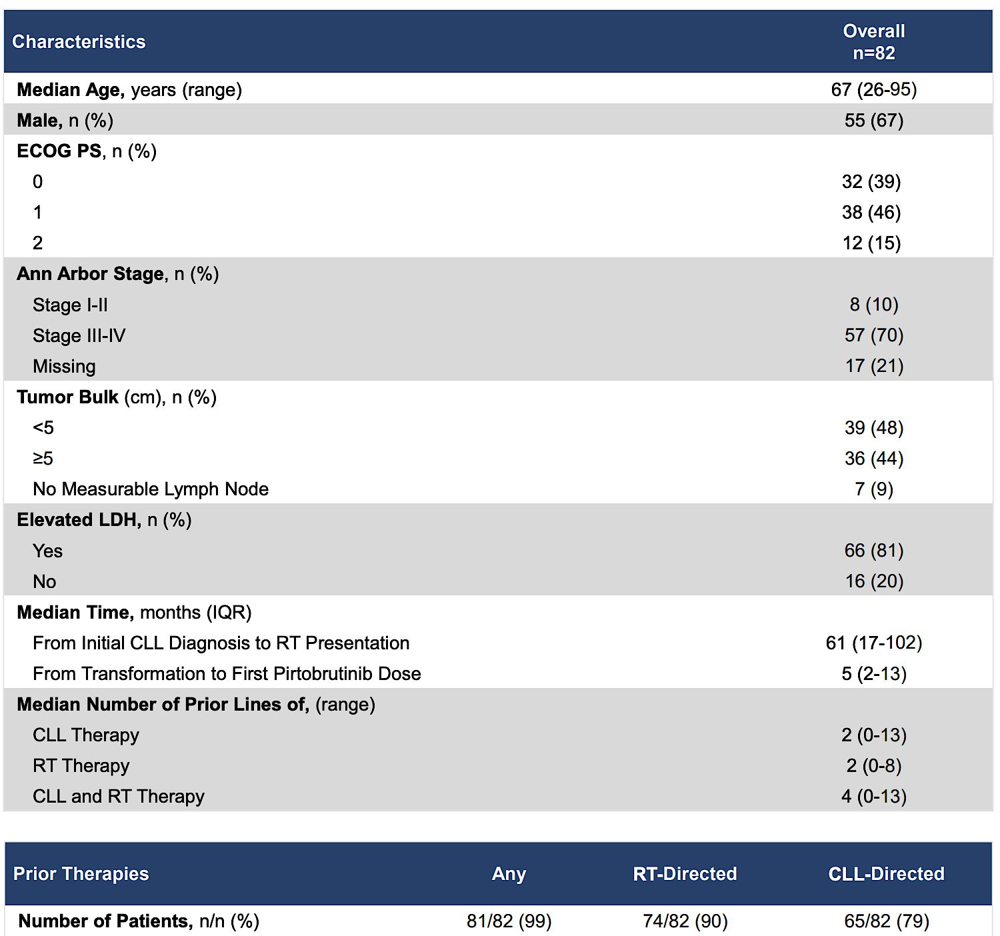 Characteristics Overall n=82
Median Age, years (range) 67 (26-95)
Male, n (%) 55 (67)
ECOG PS, n (%)
0 32 (39)
1 38 (46)
2 12 (15)
Ann Arbor Stage, n (%)
Stage I-II 8 (10)
Stage III-IV 57 (70)
Missing 17 (21)
Tumor Bulk (cm), n (%)
<5 39 (48)
≥5 36 (44)
No Measurable Lymph Node 7 (9)
Elevated LDH, n (%)
Yes 66 (81)
No 16 (20)
Median Time, months (IQR)
From Initial CLL Diagnosis to RT Presentation 61 (17-102)
From Transformation to First Pirtobrutinib Dose 5 (2-13)
Median Number of Prior Lines of, (range)
CLL Therapy 2 (0-13)
RT Therapy 2 (0-8)
CLL and RT Therapy 4 (0-13)
Prior Therapies Any RT-Directed CLL-Directed
Number of Patients, n/n (%) 81/82 (99) 74/82 (90) 65/82 (79)